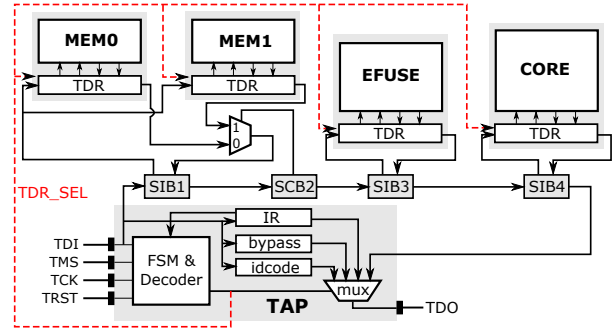 MEM0
MEM1
EFUSE
CORE
TDR
TDR
TDR
TDR
1
0
SIB1
SCB2
SIB3
SIB4
TDR_SEL
TDI
TMS
TCK
TRST
FSM &
Decoder
IR
bypass
idcode
mux
TAP
TDO